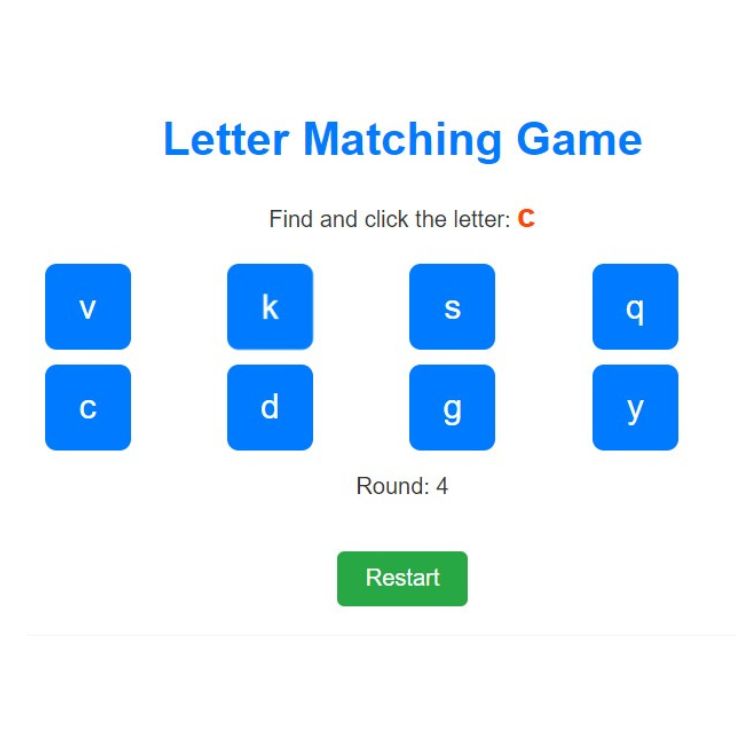 Letter Matching Game
Find and click the letter: C
v k s q
c d g y
Round: 4
Restart